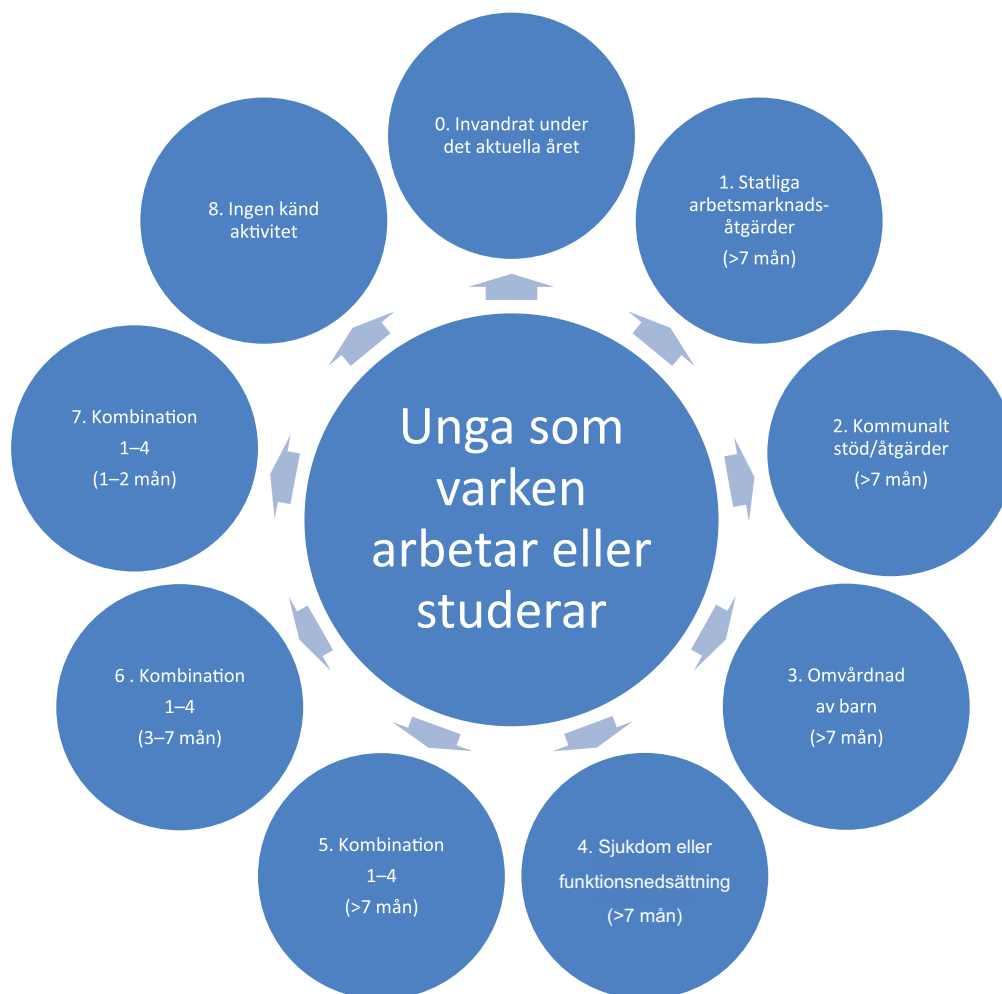 0. Invandrat under
det aktuella året
1. Statliga
arbetsmarknads-
åtgärder
(>7 mån)
2. Kommunalt
stöd/åtgärder
(>7 mån)
3. Omvårdnad
av barn
(>7 mån)
4. Sjukdom eller
funktionsnedsättning
(>7 mån)
5. Kombination
1–4
(>7 mån)
6 . Kombination
1–4
(3–7 mån)
7. Kombination
1–4
(1–2 mån)
8. Ingen känd
aktivitet
Unga som
varken
arbetar eller
studerar